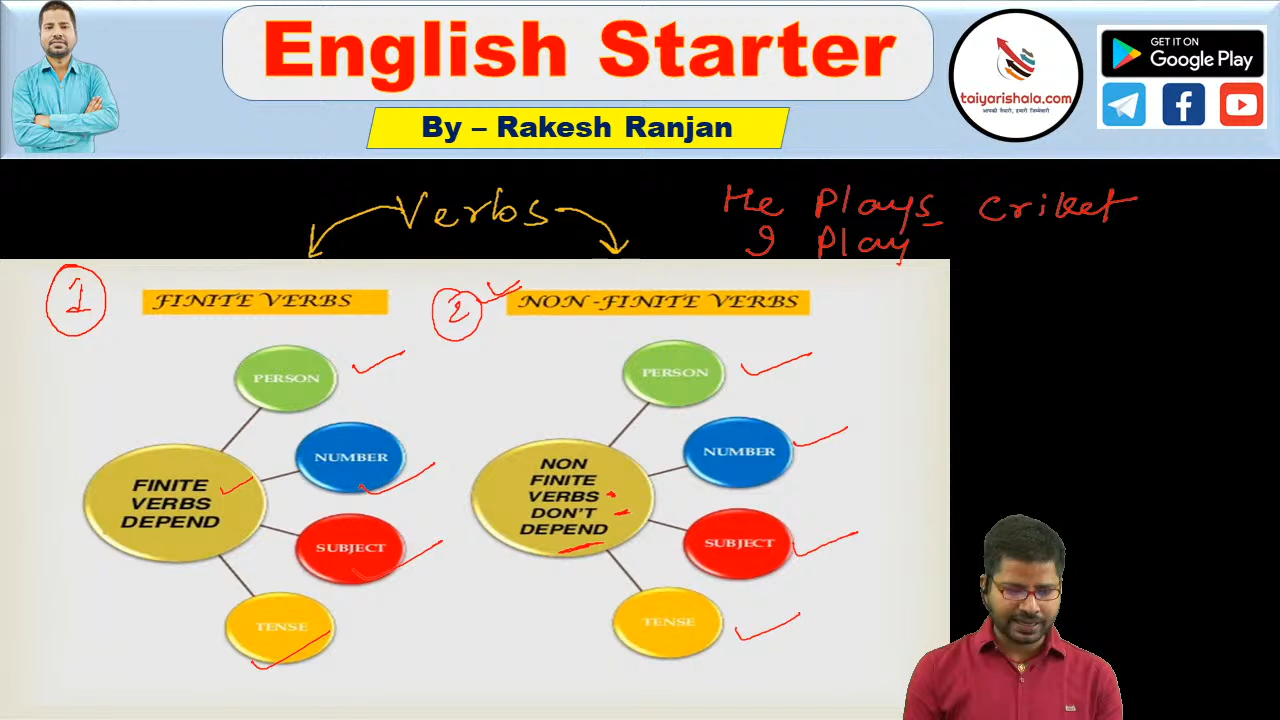 English Starter
By – Rakesh Ranjan
taiyarishala.com
आपकी तैयारी, हमारी जिम्मेवारी
GET IT ON
Google Play
Verbs
He Plays Criket
I Play
1
FINITE VERBS
2
NON -FINITE VERBS
PERSON
NUMBER
SUBJECT
TENSE
FINITE
VERBS
DEPEND
PERSON
NUMBER
SUBJECT
TENSE
NON
FINITE
VERBS
DON'T
DEPEND